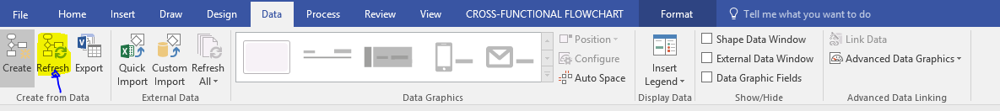 File Home Insert Draw Design Data Process Review View CROSS-FUNCTIONAL FLOWCHART Format Tell me what you want to do
Create Refresh Export
Create from Data
Quick Import Custom Import Refresh All
External Data
Data Graphics
Position
Configure
Auto Space
Insert Legend
Display Data
Shape Data Window
External Data Window
Data Graphic Fields
Show/Hide
Link Data
Advanced Data Graphics
Advanced Data Linking